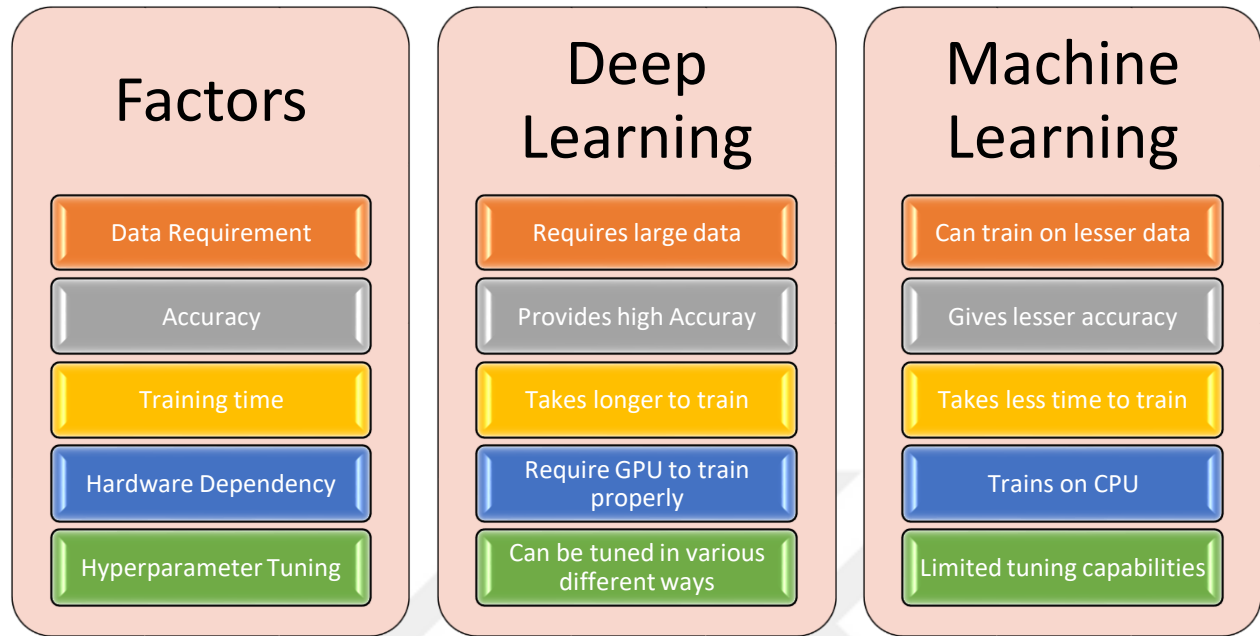 Factors
Data Requirement
Accuracy
Training time
Hardware Dependency
Hyperparameter Tuning
Deep
Learning
Requires large data
Provides high Accuray
Takes longer to train
Require GPU to train
properly
Can be tuned in various
different ways
Machine
Learning
Can train on lesser data
Gives lesser accuracy
Takes less time to train
Trains on CPU
Limited tuning capabilities